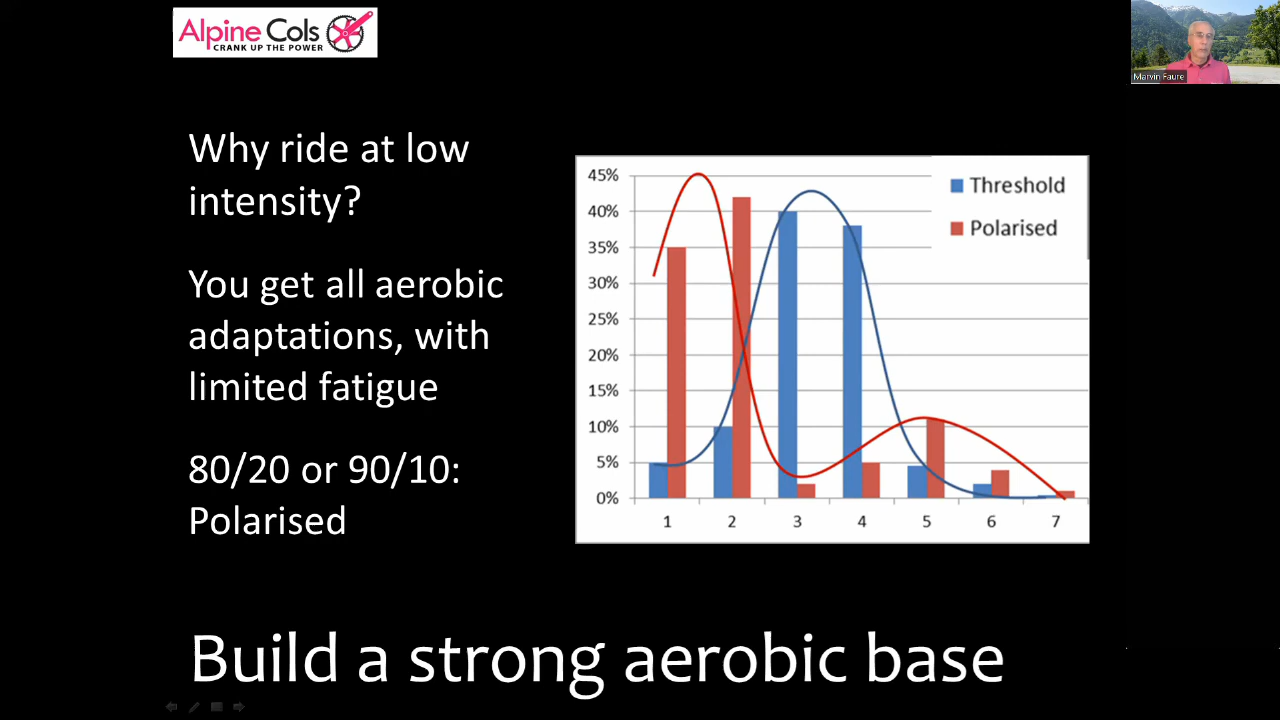 Alpine Cols
CRANK UP THE POWER
Marvin Faure
Why ride at low
intensity?
You get all aerobic
adaptations, with
limited fatigue
80/20 or 90/10:
Polarised
45%
40%
35%
30%
25%
20%
15%
10%
5%
0%
1 2 3 4 5 6 7
Threshold
Polarised
Build a strong aerobic base